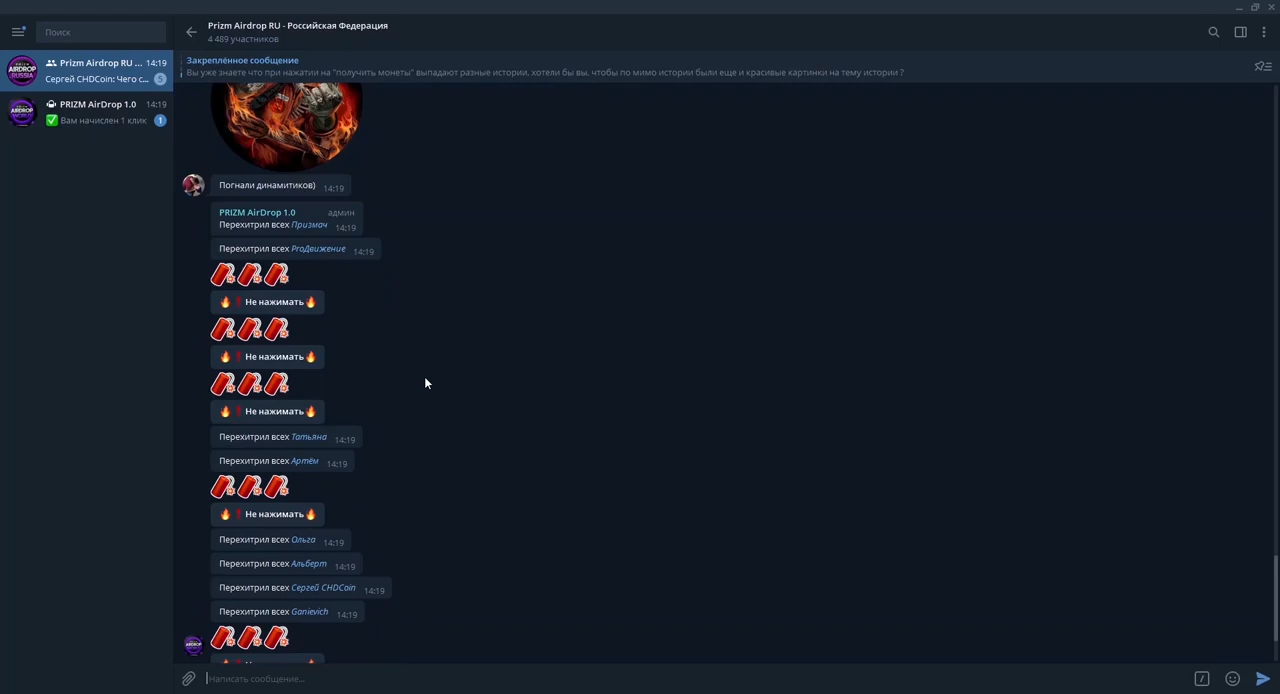 Поиск
Prizm Airdrop RU ... 14:19
Сергей CHDCoin: Чего с... 5
PRIZM AirDrop 1.0 14:19
✅ Вам начислен 1 клик 1
Prizm Airdrop RU - Российская Федерация
4 489 участников
Закреплённое сообщение
Вы уже знаете что при нажатии на "получить монеты" выпадают разные истории, хотели бы вы, чтобы по мимо истории были еще и красивые картинки на тему истории ?
Погнали динамитиков) 14:19
PRIZM AirDrop 1.0 админ
Перехитрил всех Призмач 14:19
Перехитрил всех ProДвижение 14:19
🧨🧨🧨
🔥❗Не нажимать🔥
🧨🧨🧨
🔥❗Не нажимать🔥
🧨🧨🧨
🔥❗Не нажимать🔥
Перехитрил всех Татьяна 14:19
Перехитрил всех Артём 14:19
🧨🧨🧨
🔥❗Не нажимать🔥
Перехитрил всех Ольга 14:19
Перехитрил всех Альберт 14:19
Перехитрил всех Сергей CHDCoin 14:19
Перехитрил всех Ganievich 14:19
🧨🧨🧨
Написать сообщение...